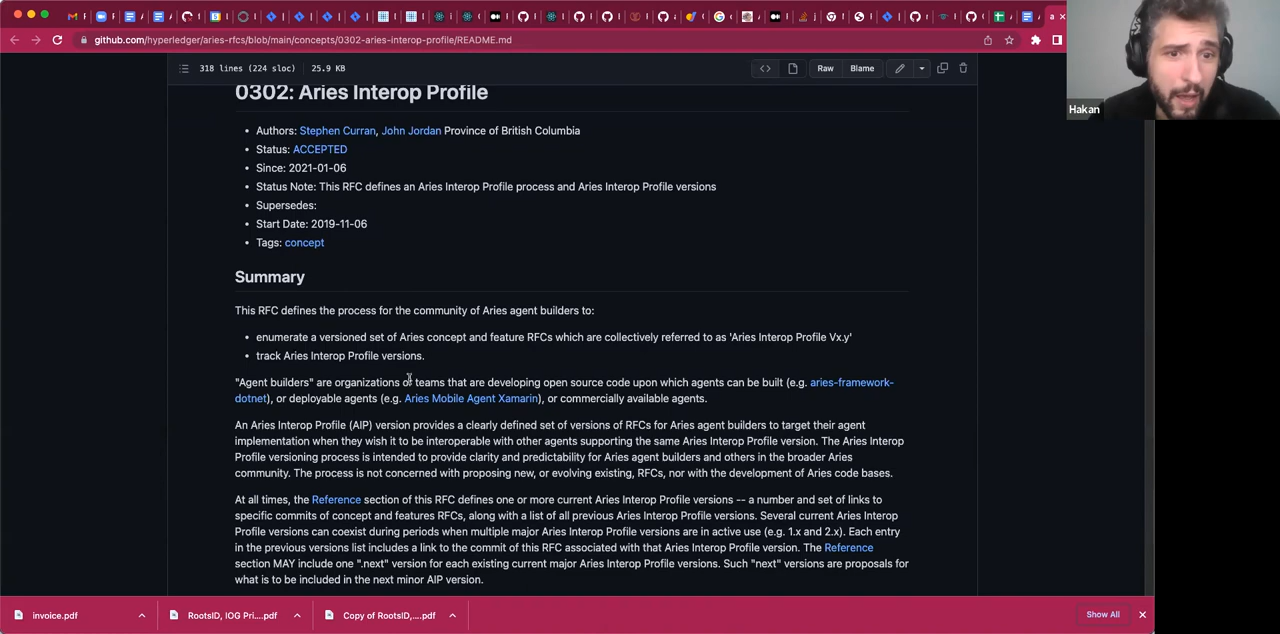 github.com/hyperledger/aries-rfcs/blob/main/concepts/0302-aries-interop-profile/README.md
318 lines (224 sloc) 25.9 KB
Raw Blame
0302: Aries Interop Profile
Authors: Stephen Curran, John Jordan Province of British Columbia
Status: ACCEPTED
Since: 2021-01-06
Status Note: This RFC defines an Aries Interop Profile process and Aries Interop Profile versions
Supersedes:
Start Date: 2019-11-06
Tags: concept
Summary
This RFC defines the process for the community of Aries agent builders to:
enumerate a versioned set of Aries concept and feature RFCs which are collectively referred to as 'Aries Interop Profile Vx.y'
track Aries Interop Profile versions.
"Agent builders" are organizations or teams that are developing open source code upon which agents can be built (e.g. aries-framework-
dotnet), or deployable agents (e.g. Aries Mobile Agent Xamarin), or commercially available agents.
An Aries Interop Profile (AIP) version provides a clearly defined set of versions of RFCs for Aries agent builders to target their agent
implementation when they wish it to be interoperable with other agents supporting the same Aries Interop Profile version. The Aries Interop
Profile versioning process is intended to provide clarity and predictability for Aries agent builders and others in the broader Aries
community. The process is not concerned with proposing new, or evolving existing, RFCs, nor with the development of Aries code bases.
At all times, the Reference section of this RFC defines one or more current Aries Interop Profile versions -- a number and set of links to
specific commits of concept and features RFCs, along with a list of all previous Aries Interop Profile versions. Several current Aries Interop
Profile versions can coexist during periods when multiple major Aries Interop Profile versions are in active use (e.g. 1.x and 2.x). Each entry
in the previous versions list includes a link to the commit of this RFC associated with that Aries Interop Profile version. The Reference
section MAY include one ".next" version for each existing current major Aries Interop Profile versions. Such "next" versions are proposals for
what is to be included in the next minor AIP version.
invoice.pdf RootsID, IOG Pri....pdf Copy of RootsID,....pdf Show All
Hakan